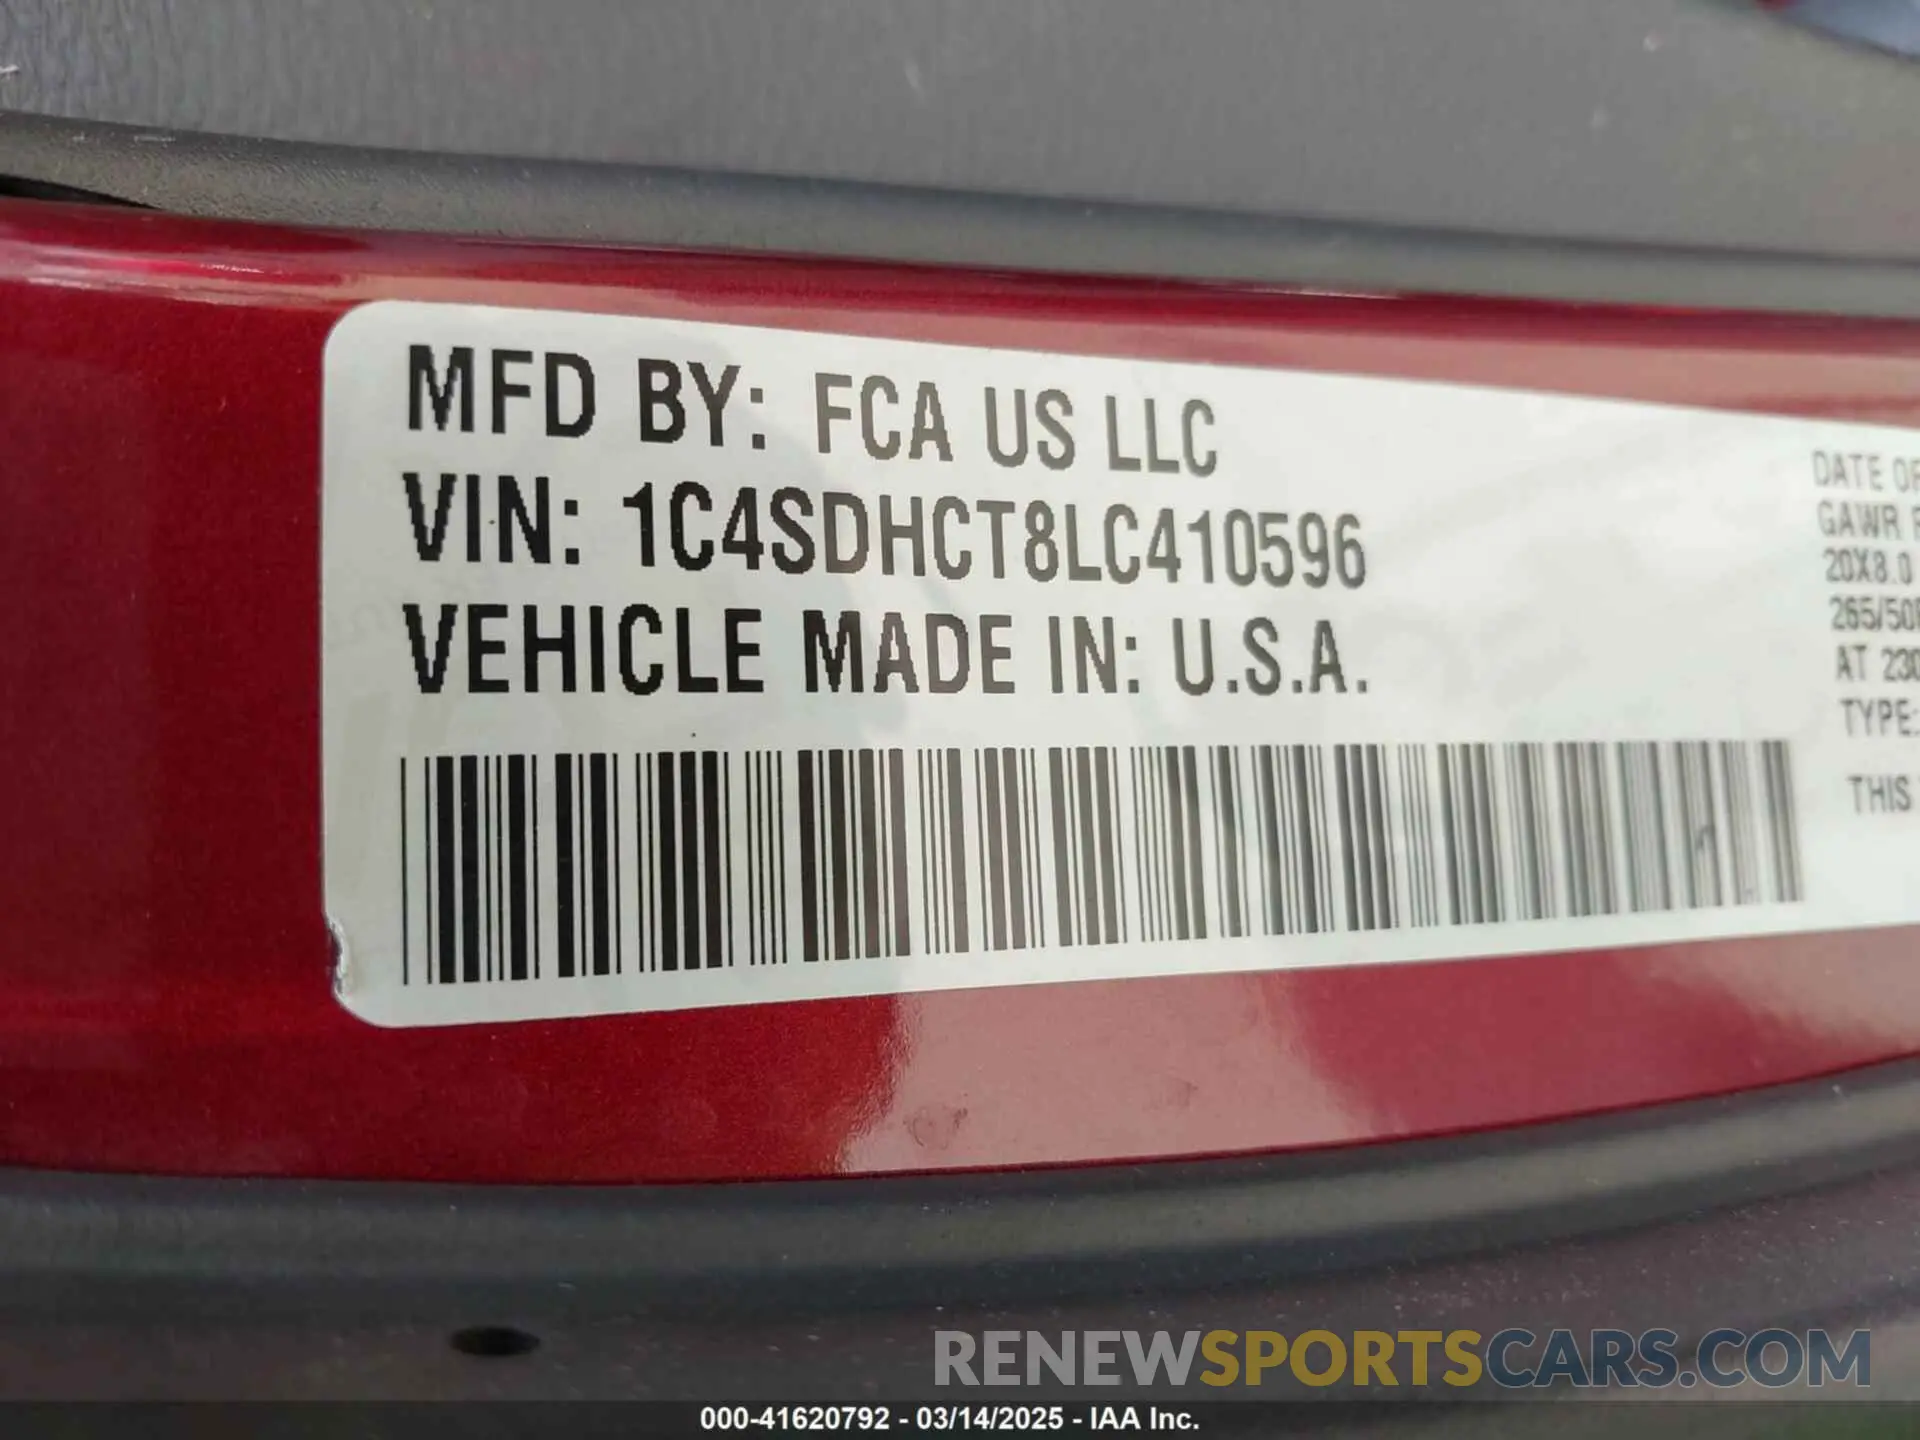 MFD BY: FCA US LLC
VIN: 1C4SDHCT8LC410596
VEHICLE MADE IN: U.S.A.
DATE OF
GAWR
20X8.0
265/50
AT 230
TYPE:
THIS
RENEWSPORTSCARS.COM
000-41620792 - 03/14/2025 - IAA Inc.